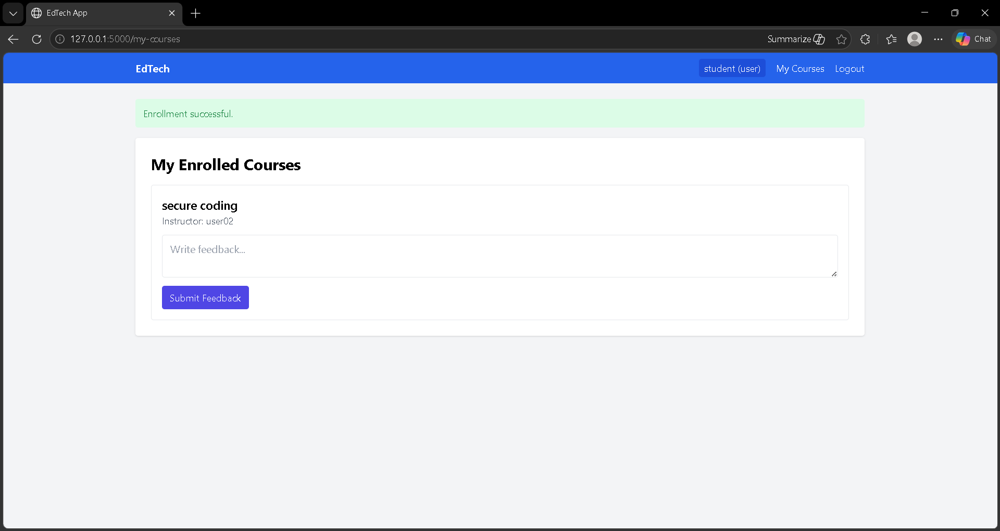 EdTech App
127.0.0.1:5000/my-courses
Summarize
Chat
EdTech
student (user)
My Courses
Logout
Enrollment successful.
My Enrolled Courses
secure coding
Instructor: user02
Write feedback...
Submit Feedback